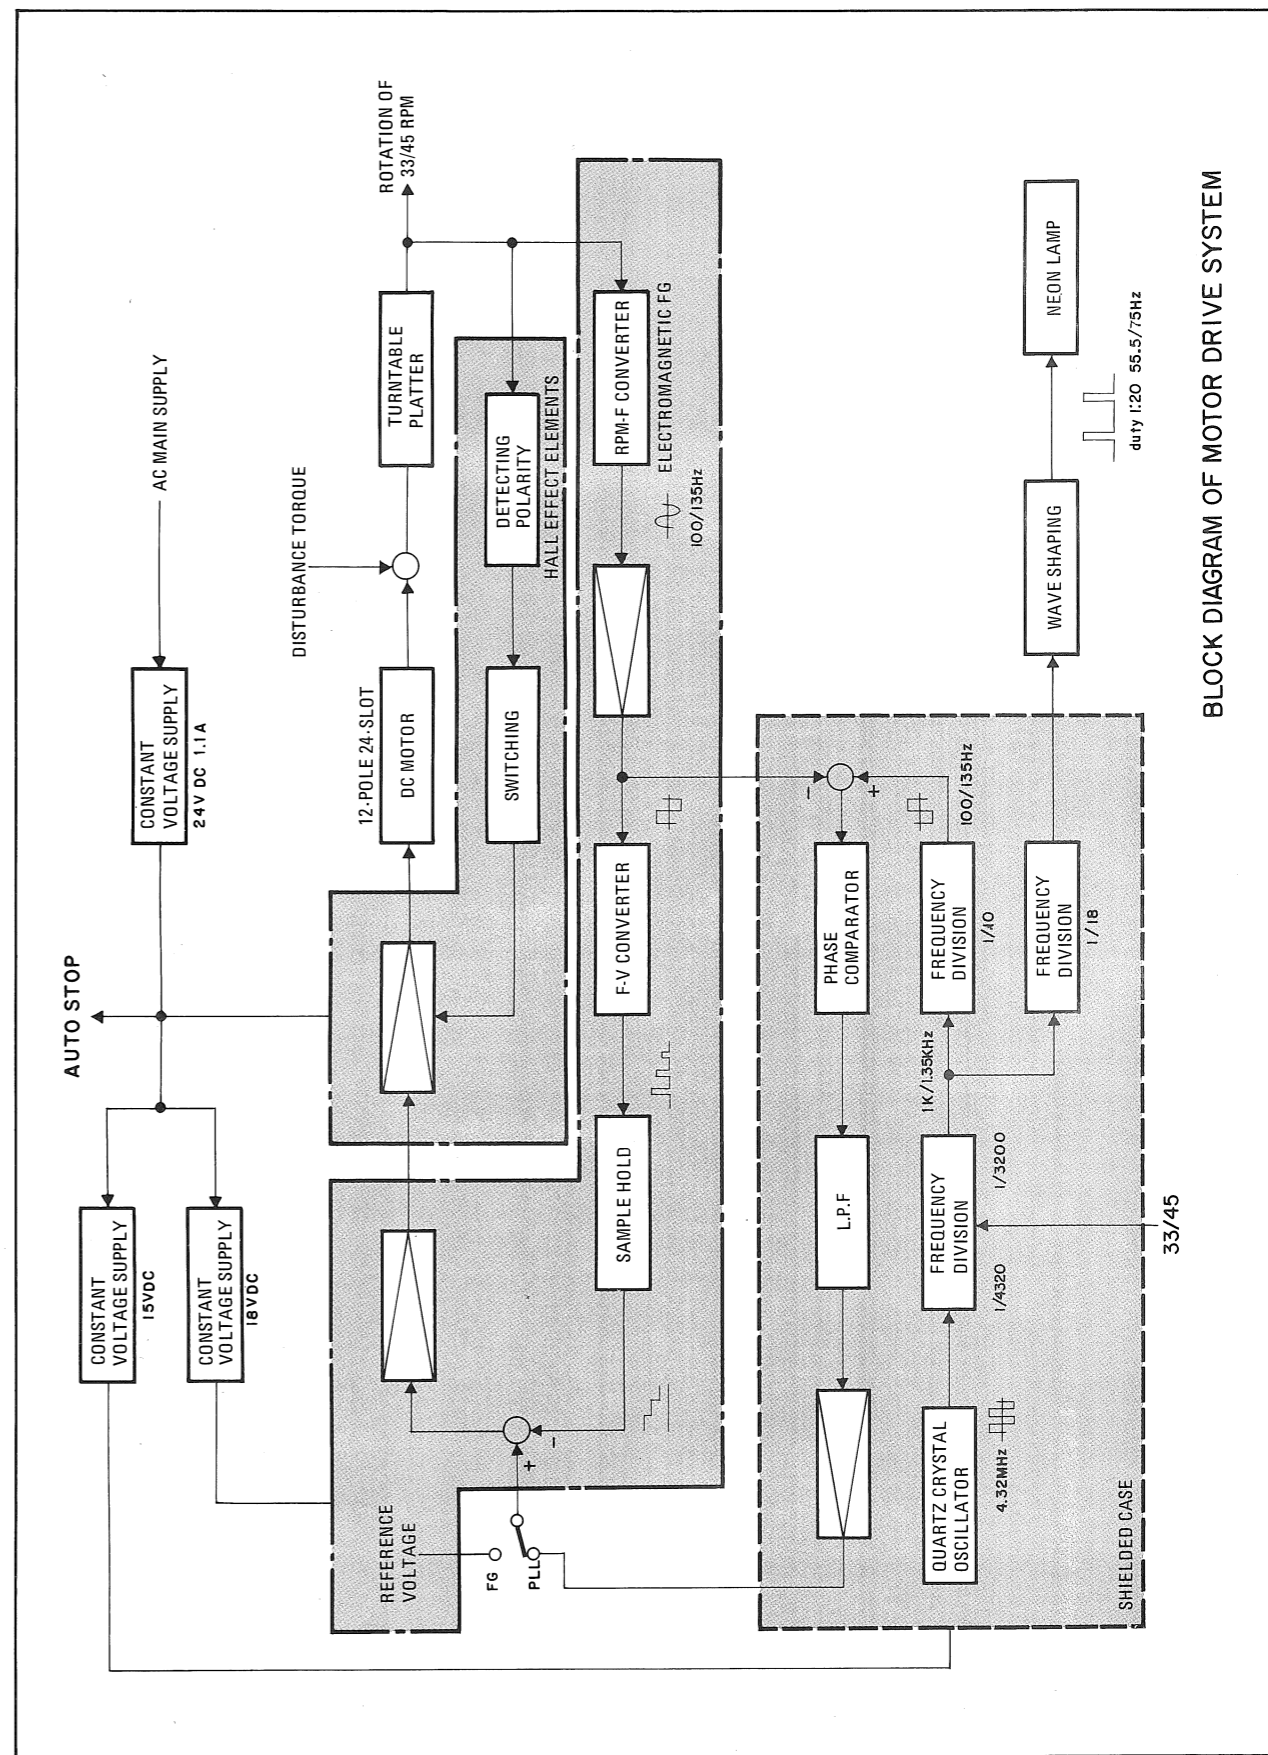 AUTO STOP
AC MAIN SUPPLY
CONSTANT
VOLTAGE SUPPLY
24V DC 1.1A
CONSTANT
VOLTAGE SUPPLY
15VDC
CONSTANT
VOLTAGE SUPPLY
18VDC
DISTURBANCE TORQUE
ROTATION OF
33/45 RPM
TURNTABLE
PLATTER
12-POLE 24-SLOT
DC MOTOR
DETECTING
POLARITY
HALL EFFECT ELEMENTS
SWITCHING
REFERENCE
VOLTAGE
FG
PLL
+
-
SAMPLE HOLD
F-V CONVERTER
RPM-F CONVERTER
ELECTROMAGNETIC FG
100/135Hz
-
+
PHASE
COMPARATOR
L.P.F
QUARTZ CRYSTAL
OSCILLATOR
4.32MHz
FREQUENCY
DIVISION
1/4320
1/3200
1K/1.35KHz
FREQUENCY
DIVISION
1/10
100/135Hz
FREQUENCY
DIVISION
1/18
SHIELDED CASE
33/45
WAVE SHAPING
duty 1:20 55.5/75Hz
NEON LAMP
BLOCK DIAGRAM OF MOTOR DRIVE SYSTEM